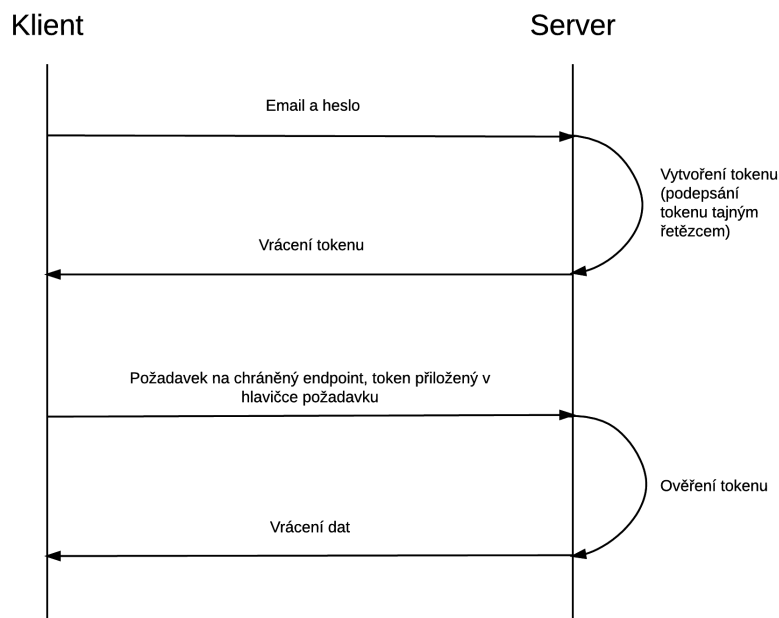 Klient
Server
Email a heslo
Vytvoření tokenu
(podepsání
tokenu tajným
řetězcem)
Vrácení tokenu
Požadavek na chráněný endpoint, token přiložený v
hlavičce požadavku
Ověření tokenu
Vrácení dat